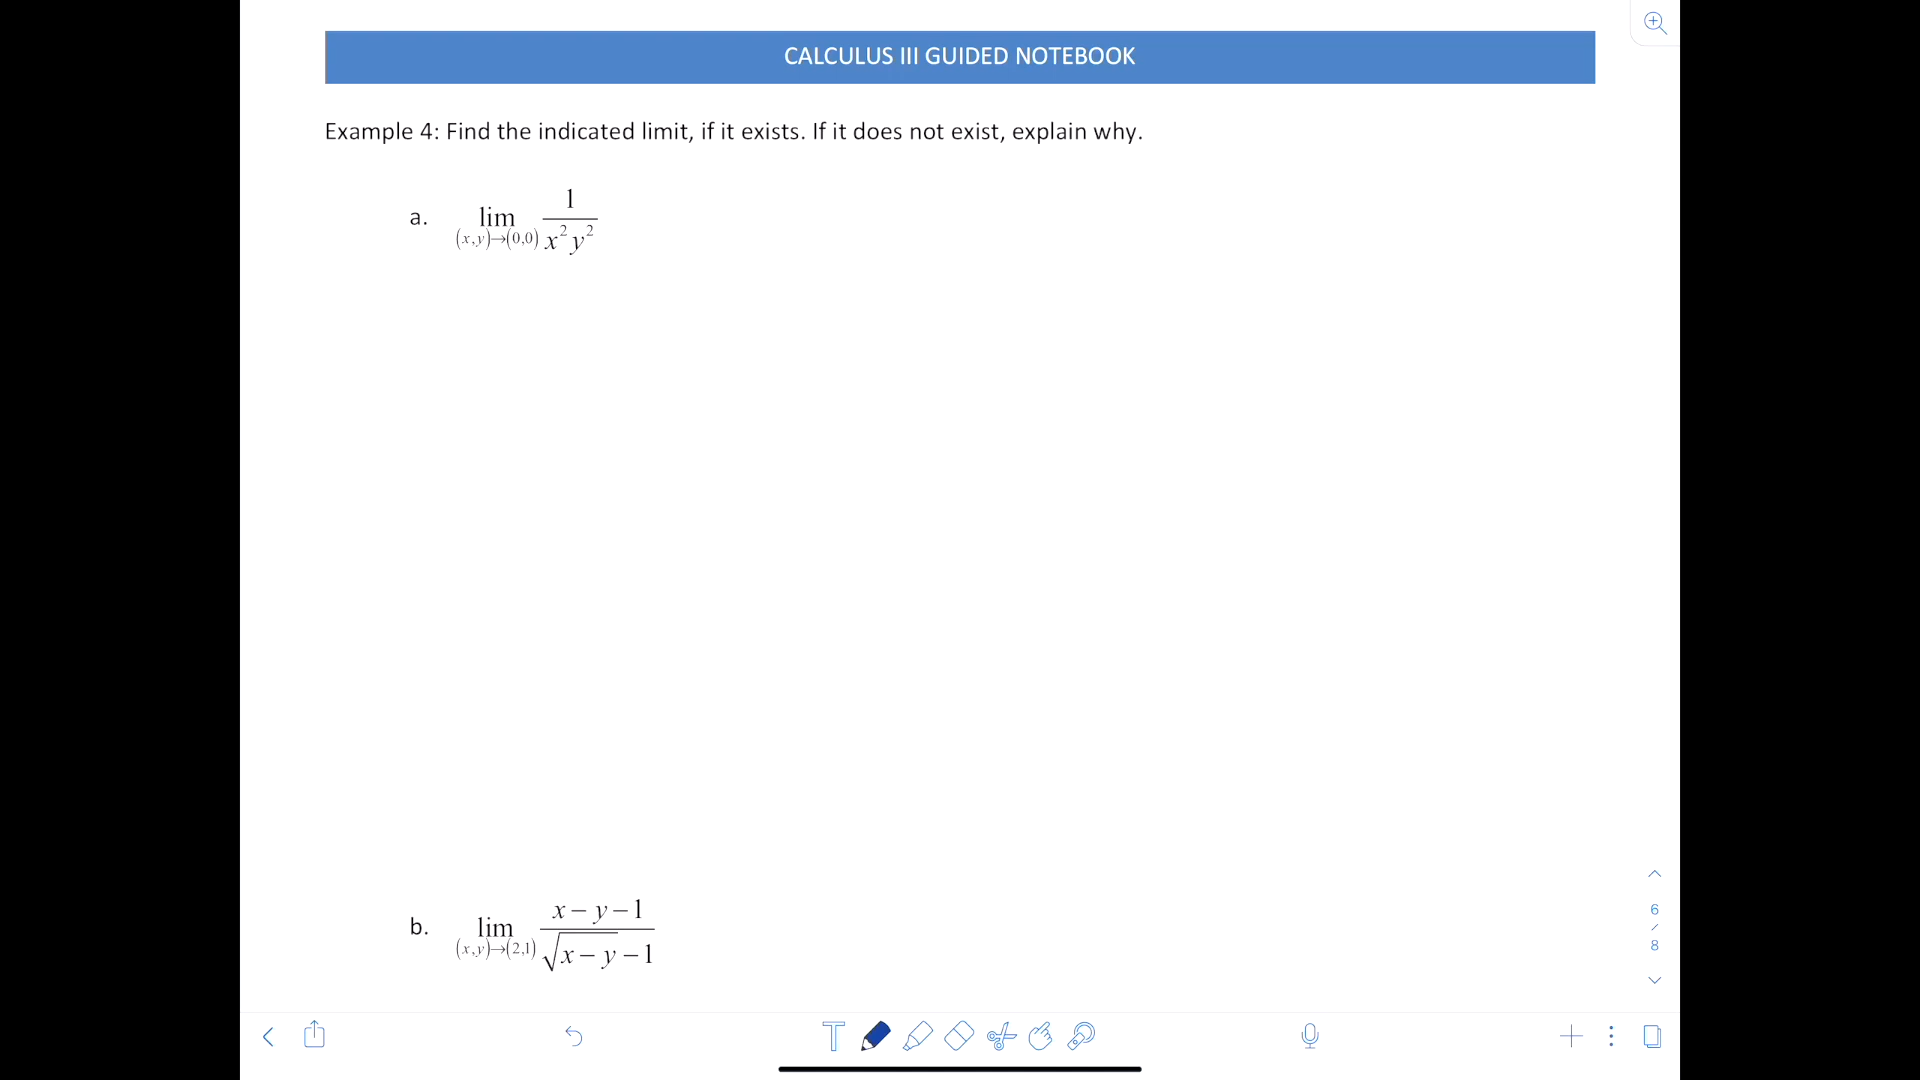 CALCULUS III GUIDED NOTEBOOK
Example 4: Find the indicated limit, if it exists. If it does not exist, explain why.
a. lim (x,y)→(0,0) 1/(x²y²)
b. lim (x,y)→(2,1) (x−y−1)/(√(x−y)−1)
6
/
8
T